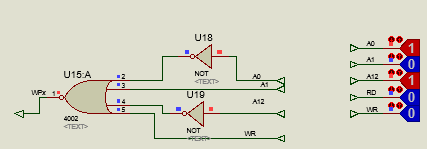 U18
NOT
<TEXT>
A0
A1
U15:A
2
3
4
5
WPx
1
4002
<TEXT>
U19
NOT
<TEXT>
A12
WR
A0 1
A1 0
A12 1
RD 0
WR 0